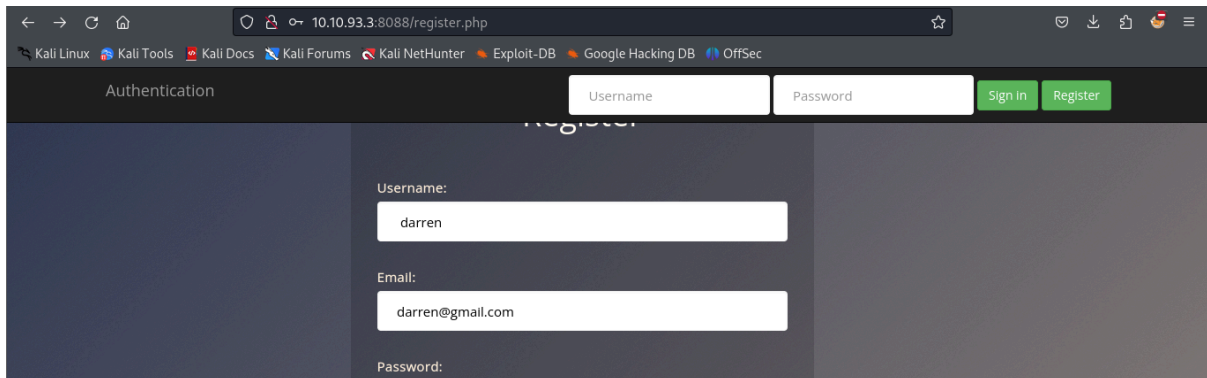 10.10.93.3:8088/register.php
Kali Linux Kali Tools Kali Docs Kali Forums Kali NetHunter Exploit-DB Google Hacking DB OffSec
Authentication Username Password Sign in Register
Register
Username:
 darren
Email:
darren@gmail.com
Password: